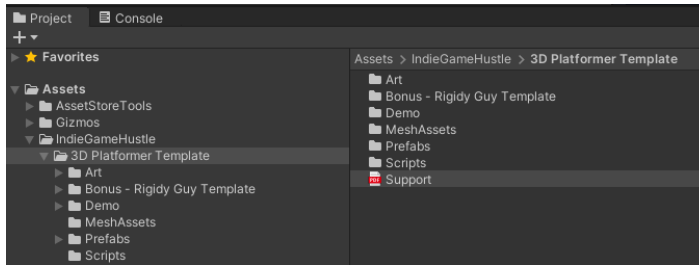 Project
Console
Favorites
Assets
AssetStoreTools
Gizmos
IndieGameHustle
3D Platformer Template
Art
Bonus - Rigidy Guy Template
Demo
MeshAssets
Prefabs
Scripts
Assets > IndieGameHustle > 3D Platformer Template
Art
Bonus - Rigidy Guy Template
Demo
MeshAssets
Prefabs
Scripts
PDF Support